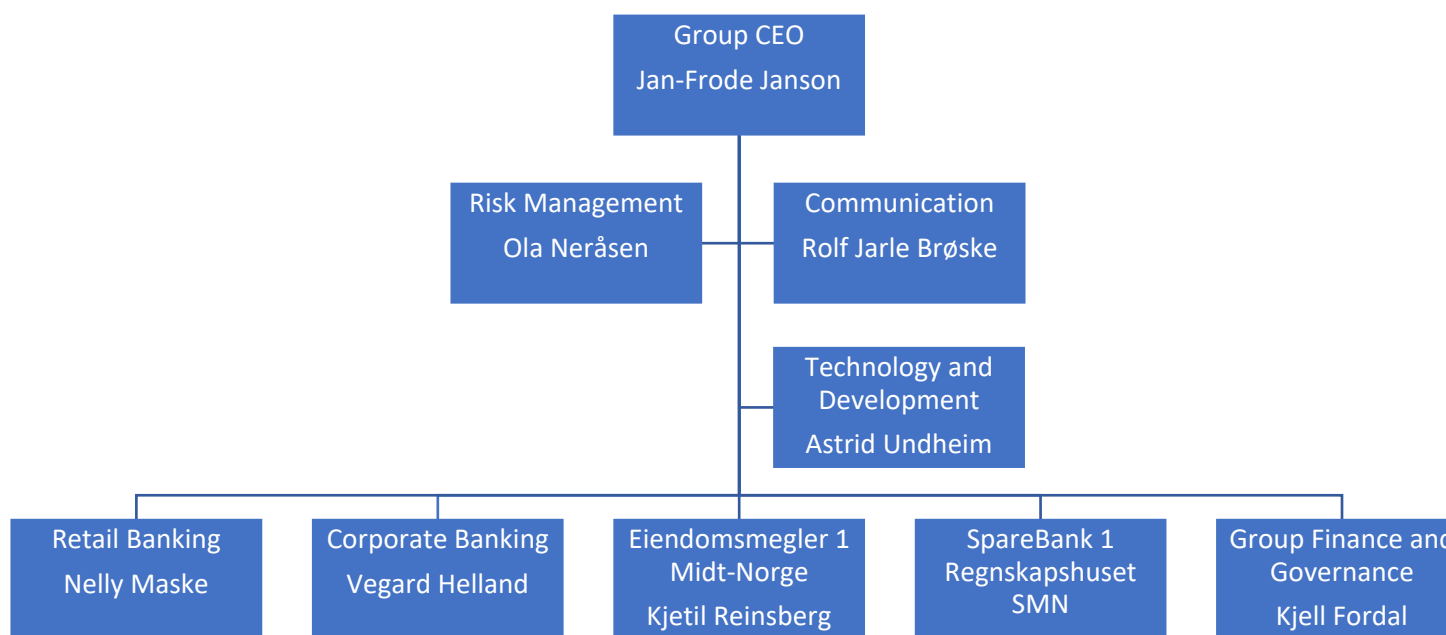 Group CEO
Jan-Frode Janson
Risk Management
Ola Neråsen
Communication
Rolf Jarle Brøske
Technology and
Development
Astrid Undheim
Retail Banking
Nelly Maske
Corporate Banking
Vegard Helland
Eiendomsmegler 1
Midt-Norge
Kjetil Reinsberg
SpareBank 1
Regnskapshuset
SMN
Group Finance and
Governance
Kjell Fordal